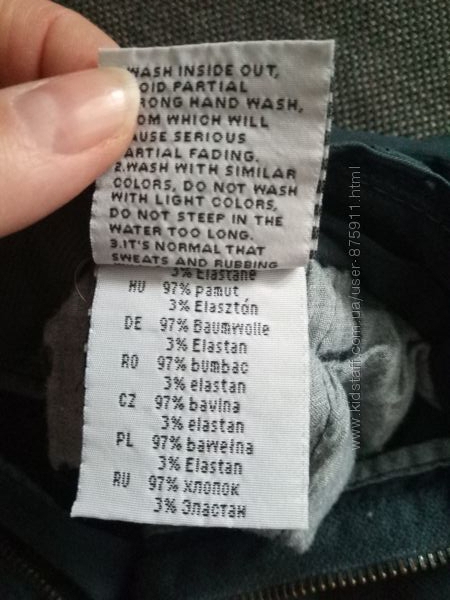 WASH INSIDE OUT,
OID PARTIAL
RONG HAND WASH,
OM WHICH WILL
AUSE SERIOUS
ARTIAL FADING.
2.WASH WITH SIMILAR
COLORS, DO NOT WASH
WITH LIGHT COLORS,
DO NOT STEEP IN THE
WATER TOO LONG.
3.IT'S NORMAL THAT
SWEATS AND RUBBING
3% Elastane
HU 97% pamut
3% Elasztón
DE 97% Baumwolle
3% Elastan
RO 97% bumbac
3% elastan
CZ 97% bavlna
3% elastan
PL 97% bawełna
3% Elastan
RU 97% хлопок
3% Эластан
www.kidstaff.com.ua/user-875911.html